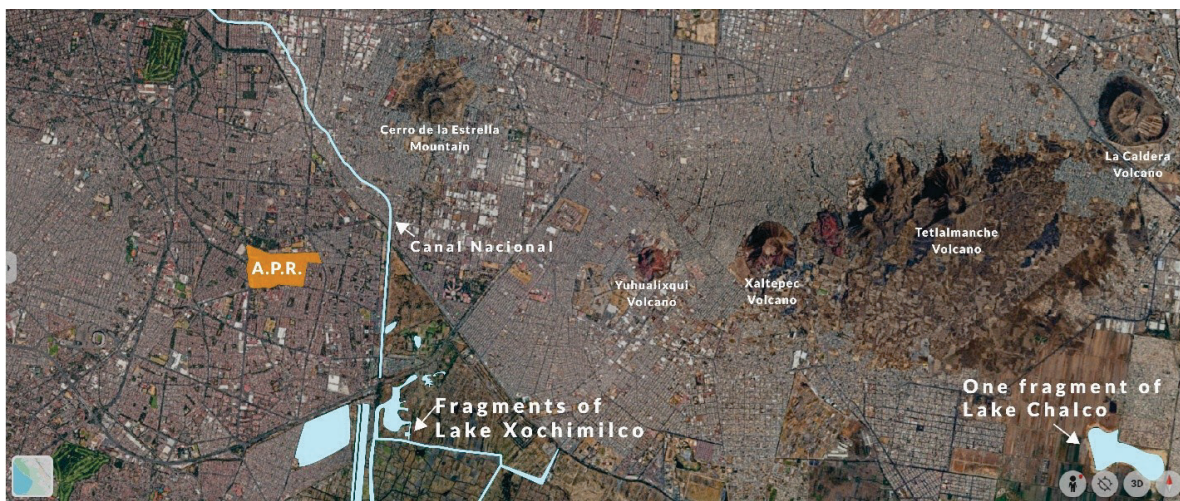 Cerro de la Estrella
Mountain
La Caldera
Volcano
Canal Nacional
Tetlalmanche
Volcano
A.P.R.
Yuhualixqui
Volcano
Xaltepec
Volcano
One fragment of
Lake Chalco
Fragments of
Lake Xochimilco
3D